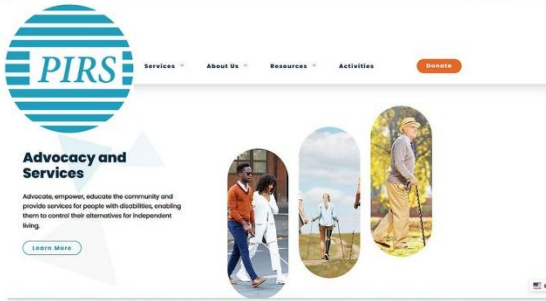 PIRS
Services
About Us
Resources
Activities
Donate
Advocacy and
Services
Advocate, empower, educate the community and
provide services for people with disabilities, enabling
them to control their alternatives for independent
living.
Learn More